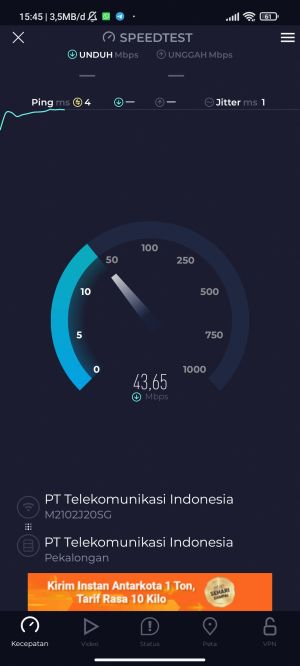 15:45 | 3,5MB/d
61
SPEEDTEST
UNDUH Mbps
UNGGAH Mbps
— —
Ping ms 4 — — Jitter ms 1
0
5
10
50
100
250
500
750
1000
43,65
Mbps
PT Telekomunikasi Indonesia
M2102J20SG
PT Telekomunikasi Indonesia
Pekalongan
Kirim Instan Antarkota 1 Ton,
Tarif Rasa 10 Kilo
SEHARI
SAMPAI
Kecepatan
Video
Status
Peta
VPN